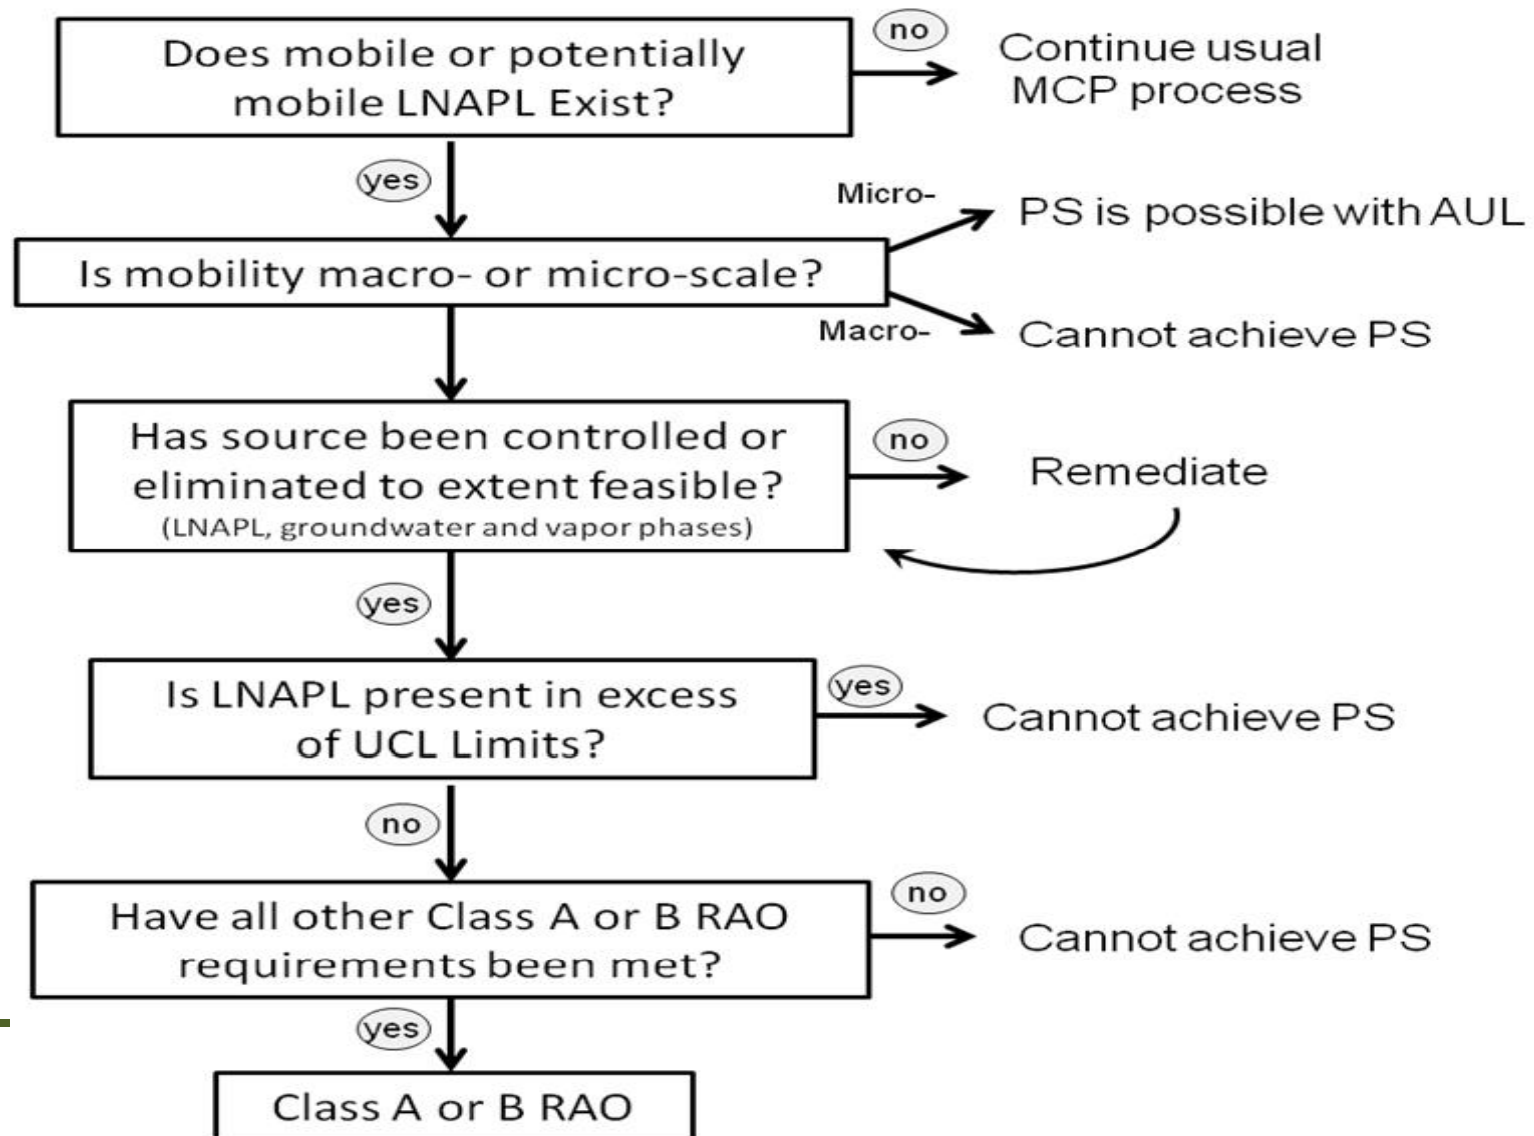 Does mobile or potentially
mobile LNAPL Exist?
no
Continue usual
MCP process
yes
Micro-
PS is possible with AUL
Is mobility macro- or micro-scale?
Macro-
Cannot achieve PS
Has source been controlled or
eliminated to extent feasible?
(LNAPL, groundwater and vapor phases)
no
Remediate
yes
Is LNAPL present in excess
of UCL Limits?
yes
Cannot achieve PS
no
Have all other Class A or B RAO
requirements been met?
no
Cannot achieve PS
yes
Class A or B RAO